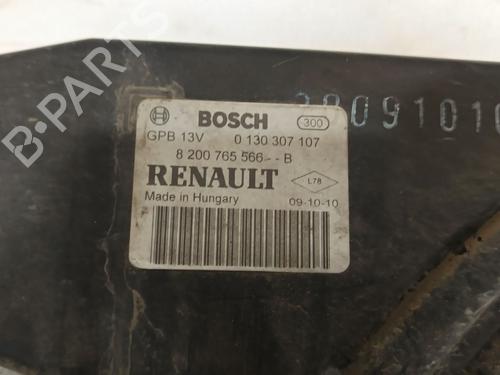 BOSCH 300
GPB 13V 0 130 307 107
8 200 765 566 - - B
RENAULT L78
Made in Hungary 09-10-10
B-PARTS